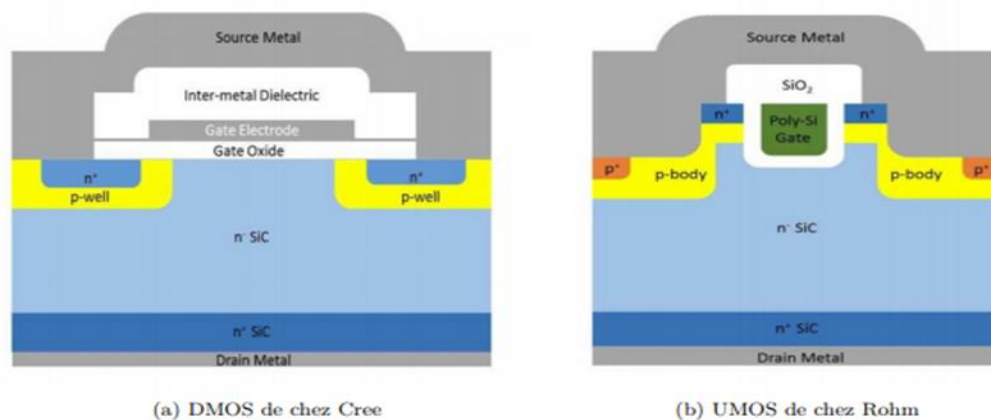 Source Metal
Inter-metal Dielectric
Gate Electrode
Gate Oxide
n⁺
n⁺
p-well
p-well
n⁻ SiC
n⁺ SiC
Drain Metal
(a) DMOS de chez Cree
Source Metal
SiO₂
n⁺
n⁺
Poly-Si
Gate
p⁺
p-body
p-body
p⁺
n⁻ SiC
n⁺ SiC
Drain Metal
(b) UMOS de chez Rohm